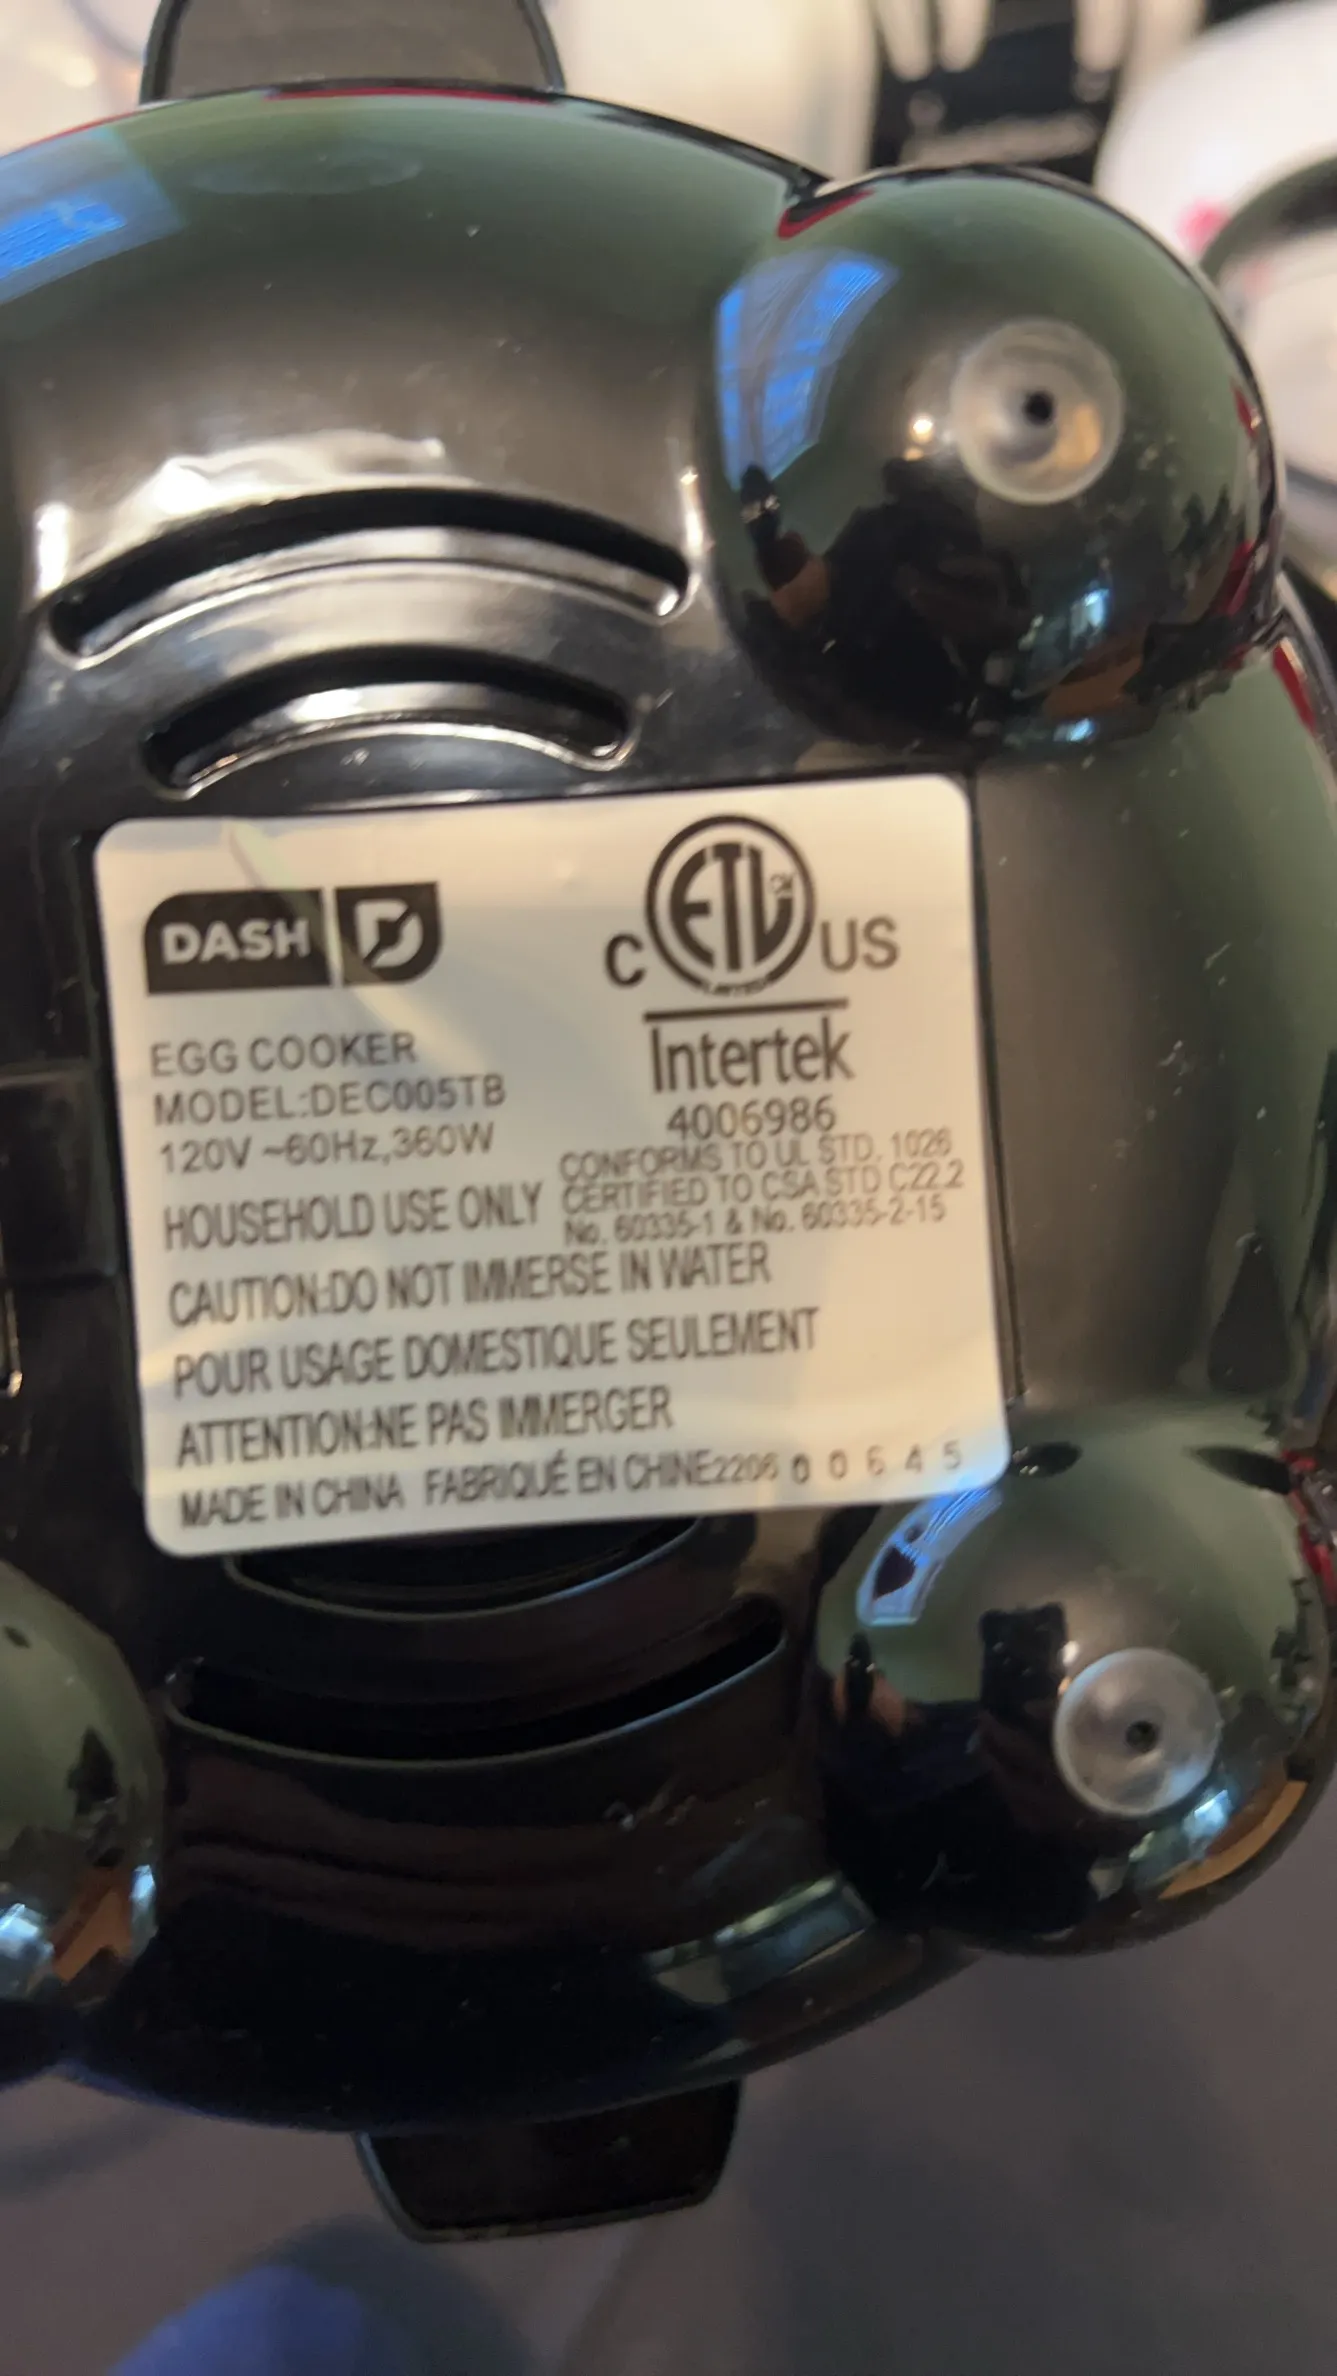 DASH D
C ETL US
Intertek
4006986
EGG COOKER
MODEL:DEC005TB
120V ~60Hz,360W
CONFORMS TO UL STD. 1026
CERTIFIED TO CSA STD C22.2
No. 60335-1 & No. 60335-2-15
HOUSEHOLD USE ONLY
CAUTION:DO NOT IMMERSE IN WATER
POUR USAGE DOMESTIQUE SEULEMENT
ATTENTION:NE PAS IMMERGER
MADE IN CHINA FABRIQUÉ EN CHINE2206 0 0 6 4 5